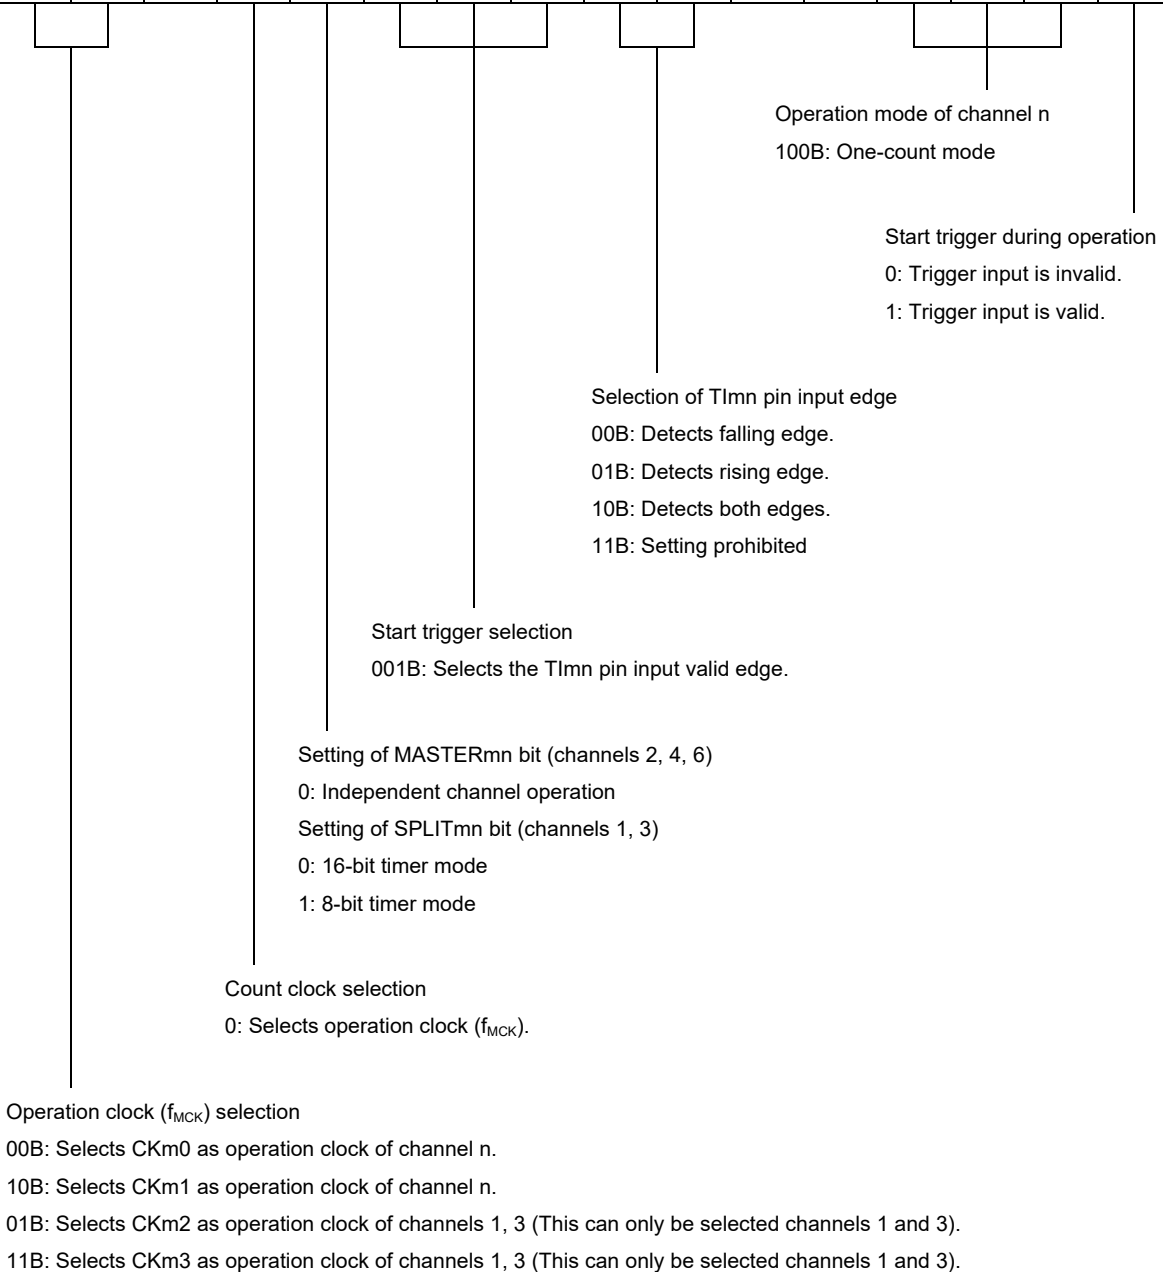 Operation mode of channel n
100B: One-count mode
Start trigger during operation
0: Trigger input is invalid.
1: Trigger input is valid.
Selection of TImn pin input edge
00B: Detects falling edge.
01B: Detects rising edge.
10B: Detects both edges.
11B: Setting prohibited
Start trigger selection
001B: Selects the TImn pin input valid edge.
Setting of MASTERmn bit (channels 2, 4, 6)
0: Independent channel operation
Setting of SPLITmn bit (channels 1, 3)
0: 16-bit timer mode
1: 8-bit timer mode
Count clock selection
0: Selects operation clock (fMCK).
Operation clock (fMCK) selection
00B: Selects CKm0 as operation clock of channel n.
10B: Selects CKm1 as operation clock of channel n.
01B: Selects CKm2 as operation clock of channels 1, 3 (This can only be selected channels 1 and 3).
11B: Selects CKm3 as operation clock of channels 1, 3 (This can only be selected channels 1 and 3).